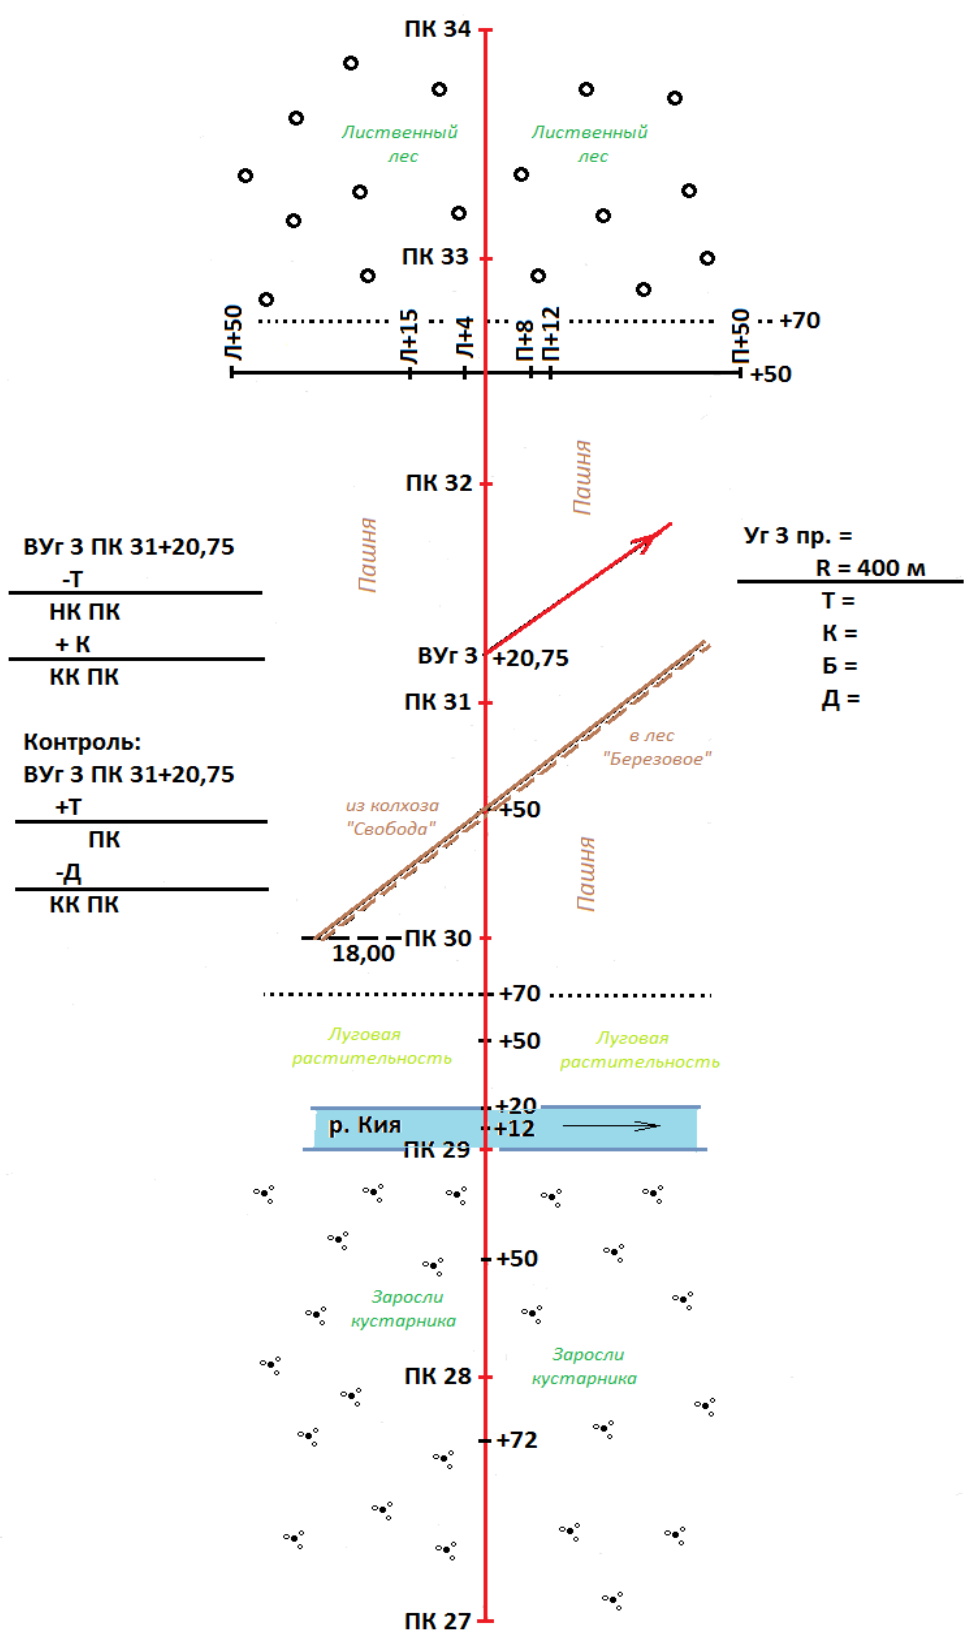 ПК 34
Лиственный
лес
Лиственный
лес
ПК 33
Л+50
Л+15
Л+4
П+8
П+12
П+50
+70
+50
Пашня
ПК 32
Пашня
ВУг 3 ПК 31+20,75
-Т
НК ПК
+ К
КК ПК
Уг 3 пр. =
R = 400 м
Т =
К =
Б =
Д =
ВУг 3
+20,75
ПК 31
Контроль:
ВУг 3 ПК 31+20,75
+Т
ПК
-Д
КК ПК
в лес
"Березовое"
из колхоза
"Свобода"
+50
Пашня
ПК 30
18,00
+70
+50
Луговая
растительность
Луговая
растительность
+20
р. Кия
+12
ПК 29
+50
Заросли
кустарника
Заросли
кустарника
ПК 28
+72
ПК 27